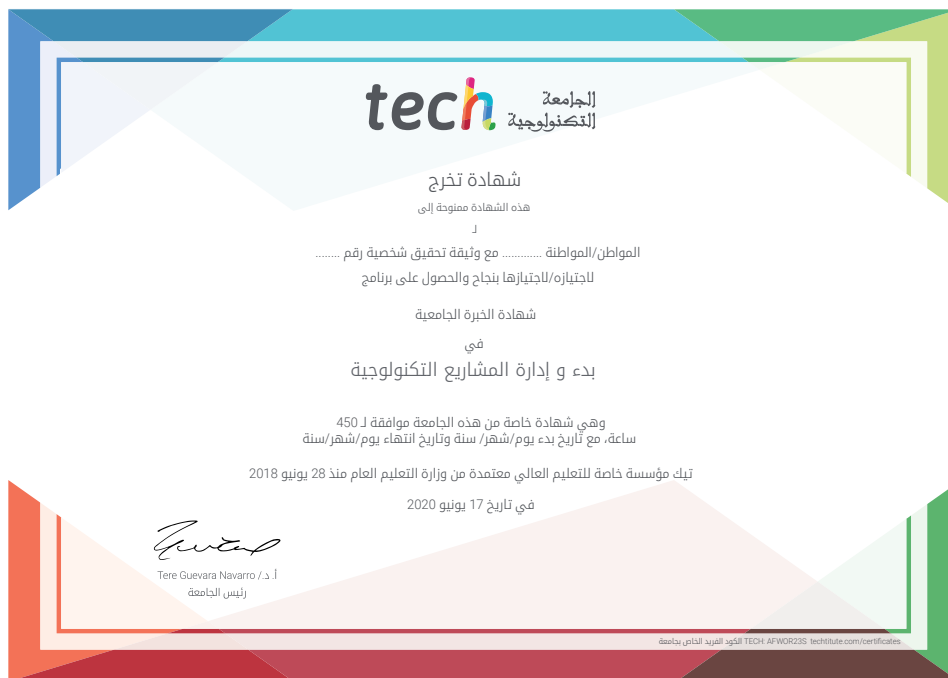 tech الجامعة
التكنولوجية
شهادة تخرج
هذه الشهادة ممنوحة إلى
لـ
المواطن/المواطنة ............. مع وثيقة تحقيق شخصية رقم ........
لاجتيازه/لاجتيازها بنجاح والحصول على برنامج
شهادة الخبرة الجامعية
في
بدء و إدارة المشاريع التكنولوجية
وهي شهادة خاصة من هذه الجامعة موافقة لـ 450
ساعة، مع تاريخ بدء يوم/شهر/ سنة وتاريخ انتهاء يوم/شهر/سنة
تيك مؤسسة خاصة للتعليم العالي معتمدة من وزارة التعليم العام منذ 28 يونيو 2018
في تاريخ 17 يونيو 2020
أ. د./ Tere Guevara Navarro
رئيس الجامعة
الكود الفريد الخاص بجامعة TECH: AFWOR23S techtitute.com/certificates